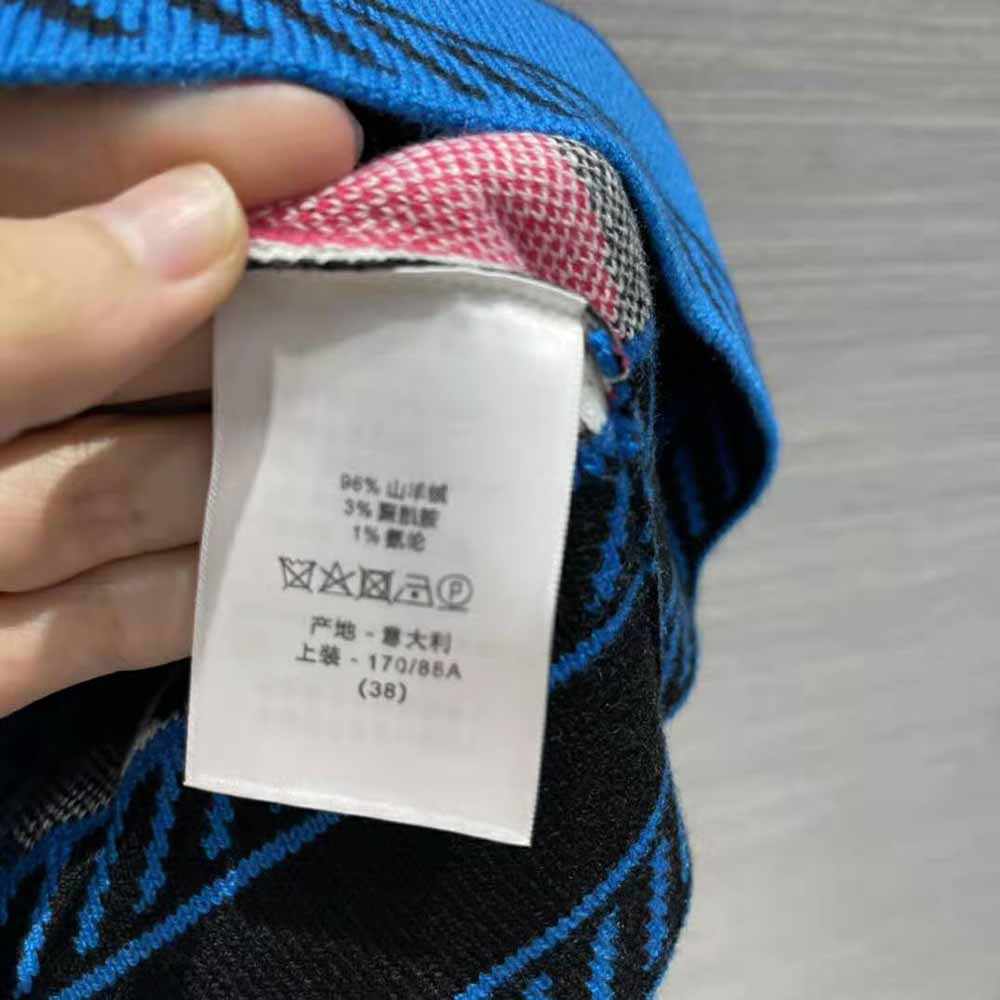 96% 山羊绒
3% 聚酰胺
1% 氨纶
P
产地 - 意大利
上装 - 170/88A
(38)